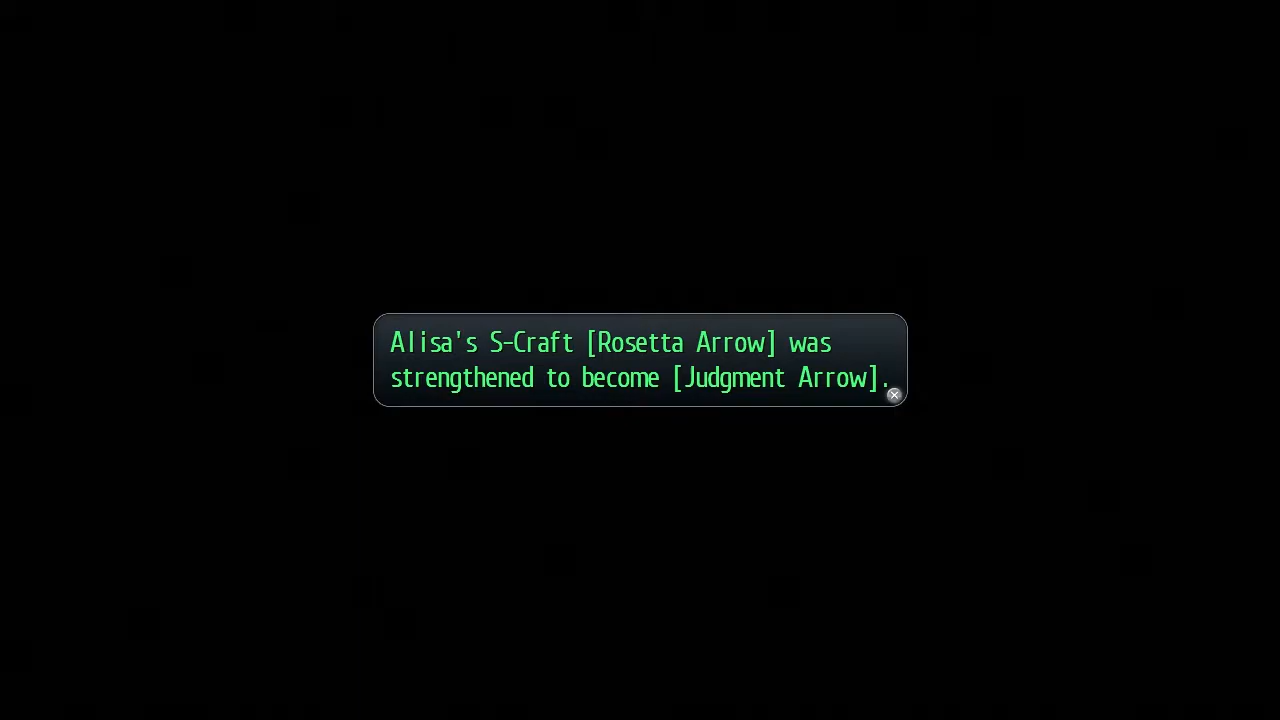 Alisa's S-Craft [Rosetta Arrow] was
strengthened to become [Judgment Arrow].